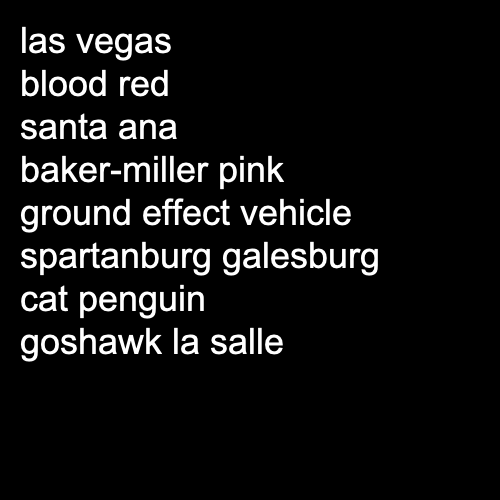 las vegas
blood red
santa ana
baker-miller pink
ground effect vehicle
spartanburg galesburg
cat penguin
goshawk la salle